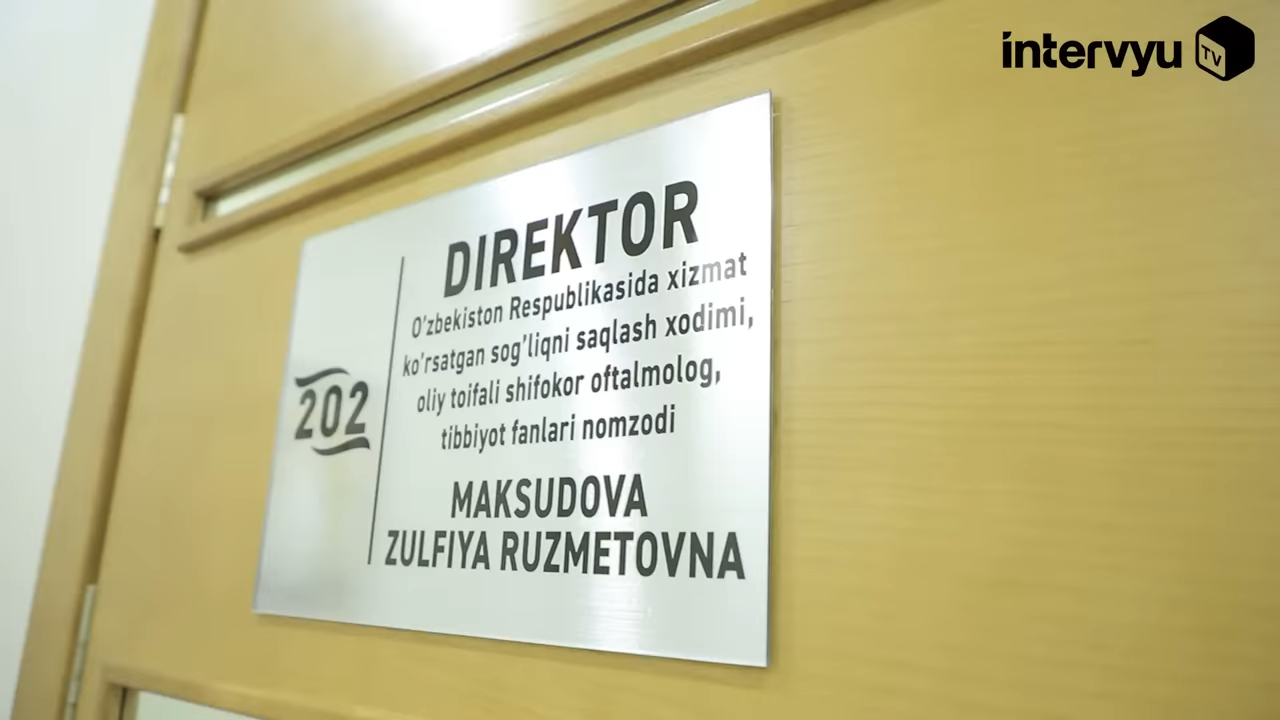 intervyu TV
DIREKTOR
O'zbekiston Respublikasida xizmat
ko'rsatgan sog'liqni saqlash xodimi,
oliy toifali shifokor oftalmolog,
tibbiyot fanlari nomzodi
202
MAKSUDOVA
ZULFIYA RUZMETOVNA